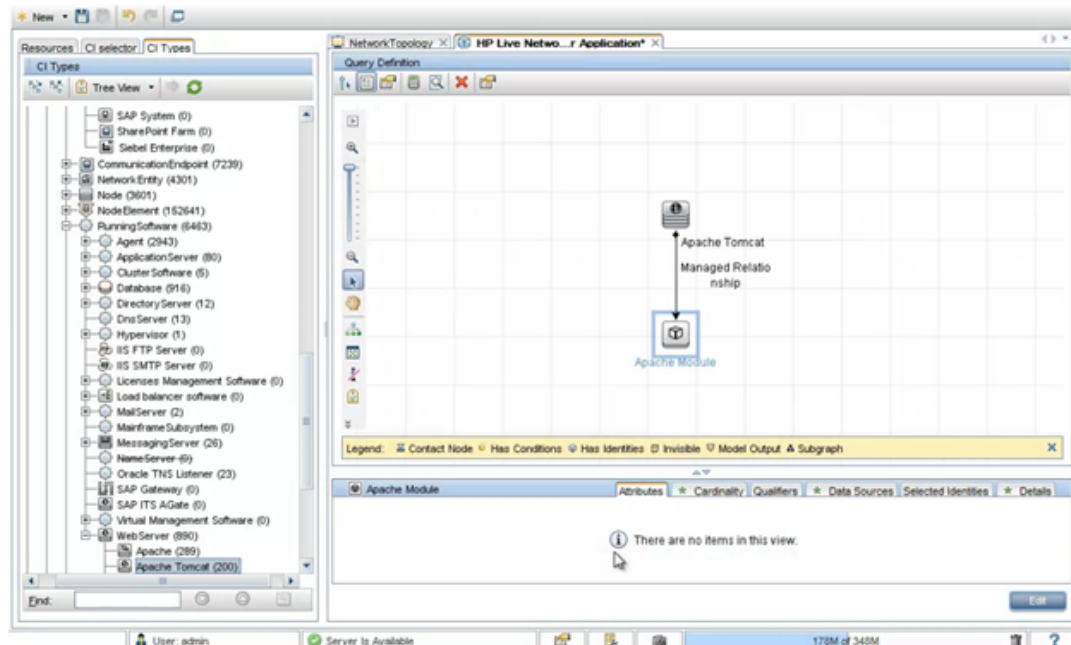 New
Resources CI selector CI Types
CI Types
Tree View
SAP System (0)
SharePoint Farm (0)
Siebel Enterprise (0)
CommunicationEndpoint (7239)
NetworkEntity (4301)
Node (3601)
NodeElement (152641)
RunningSoftware (6463)
Agent (2943)
ApplicationServer (80)
ClusterSoftware (5)
Database (916)
DirectoryServer (12)
DnsServer (13)
Hypervisor (1)
IIS FTP Server (0)
IIS SMTP Server (0)
Licenses Management Software (0)
Load balancer software (0)
MailServer (2)
MainframeSubsystem (0)
MessagingServer (26)
NameServer (0)
Oracle TNS Listener (23)
SAP Gateway (0)
SAP ITS AGate (0)
Virtual Management Software (0)
WebServer (890)
Apache (289)
Apache Tomcat (200)
Find:
NetworkTopology HP Live Netwo...r Application*
Query Definition
Apache Tomcat
Managed Relatio
nship
Apache Module
Legend: Contact Node Has Conditions Has Identities Invisible Model Output Subgraph
Apache Module Attributes Cardinality Qualifiers Data Sources Selected Identities Details
There are no items in this view.
Edit
User: admin Server Is Available 178M of 348M